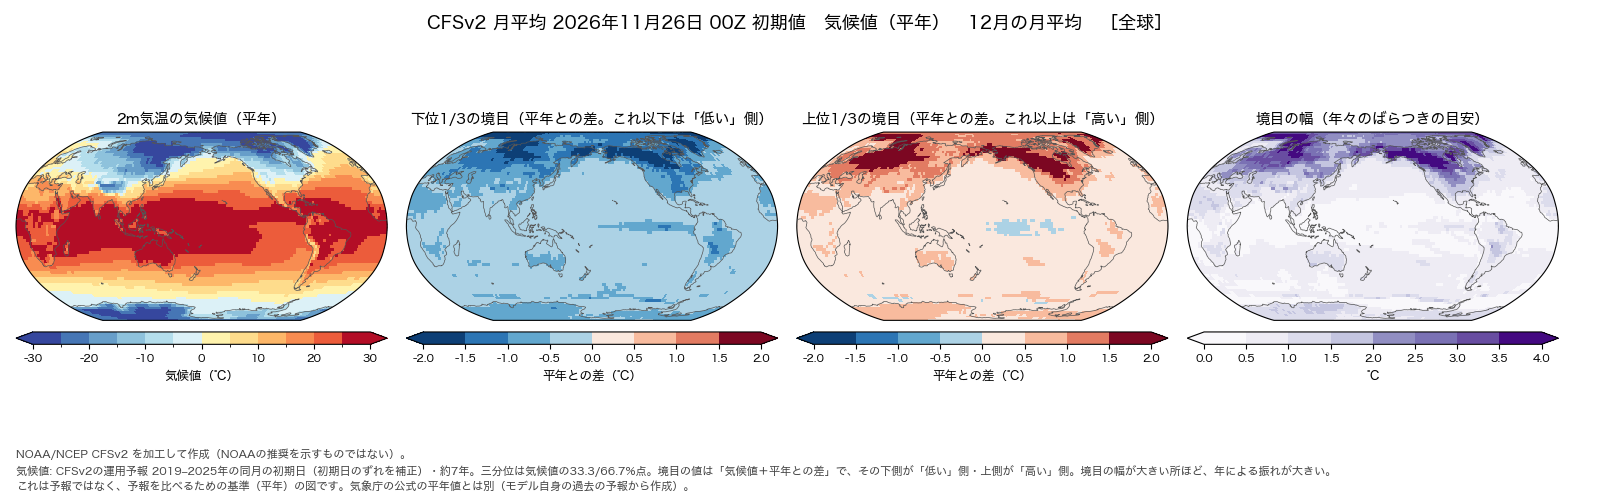 CFSv2 月平均 2026年11月26日 00Z 初期値　気候値（平年）　12月の月平均　［全球］
2m気温の気候値（平年）
下位1/3の境目（平年との差。これ以下は「低い」側）
上位1/3の境目（平年との差。これ以上は「高い」側）
境目の幅（年々のばらつきの目安）
-30 -20 -10 0 10 20 30
-2.0 -1.5 -1.0 -0.5 0.0 0.5 1.0 1.5 2.0
-2.0 -1.5 -1.0 -0.5 0.0 0.5 1.0 1.5 2.0
0.0 0.5 1.0 1.5 2.0 2.5 3.0 3.5 4.0
気候値（℃）
平年との差（℃）
平年との差（℃）
℃
NOAA/NCEP CFSv2 を加工して作成（NOAAの推奨を示すものではない）。
気候値: CFSv2の運用予報 2019–2025年の同月の初期日（初期日のずれを補正）・約7年。三分位は気候値の33.3/66.7%点。境目の値は「気候値＋平年との差」で、その下側が「低い」側・上側が「高い」側。境目の幅が大きい所ほど、年による振れが大きい。
これは予報ではなく、予報を比べるための基準（平年）の図です。気象庁の公式の平年値とは別（モデル自身の過去の予報から作成）。